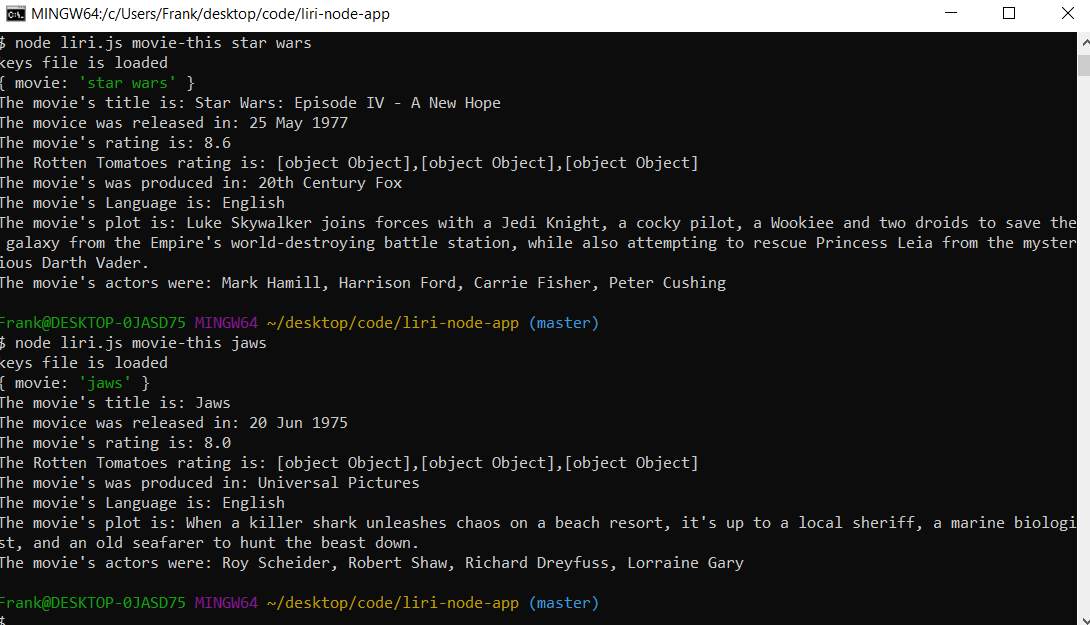 MINGW64:/c/Users/Frank/desktop/code/liri-node-app
$ node liri.js movie-this star wars
keys file is loaded
{ movie: 'star wars' }
The movie's title is: Star Wars: Episode IV - A New Hope
The movice was released in: 25 May 1977
The movie's rating is: 8.6
The Rotten Tomatoes rating is: [object Object],[object Object],[object Object]
The movie's was produced in: 20th Century Fox
The movie's Language is: English
The movie's plot is: Luke Skywalker joins forces with a Jedi Knight, a cocky pilot, a Wookiee and two droids to save the
galaxy from the Empire's world-destroying battle station, while also attempting to rescue Princess Leia from the myster
ious Darth Vader.
The movie's actors were: Mark Hamill, Harrison Ford, Carrie Fisher, Peter Cushing
Frank@DESKTOP-0JASD75 MINGW64 ~/desktop/code/liri-node-app (master)
$ node liri.js movie-this jaws
keys file is loaded
{ movie: 'jaws' }
The movie's title is: Jaws
The movice was released in: 20 Jun 1975
The movie's rating is: 8.0
The Rotten Tomatoes rating is: [object Object],[object Object],[object Object]
The movie's was produced in: Universal Pictures
The movie's Language is: English
The movie's plot is: When a killer shark unleashes chaos on a beach resort, it's up to a local sheriff, a marine biologi
st, and an old seafarer to hunt the beast down.
The movie's actors were: Roy Scheider, Robert Shaw, Richard Dreyfuss, Lorraine Gary
Frank@DESKTOP-0JASD75 MINGW64 ~/desktop/code/liri-node-app (master)
$